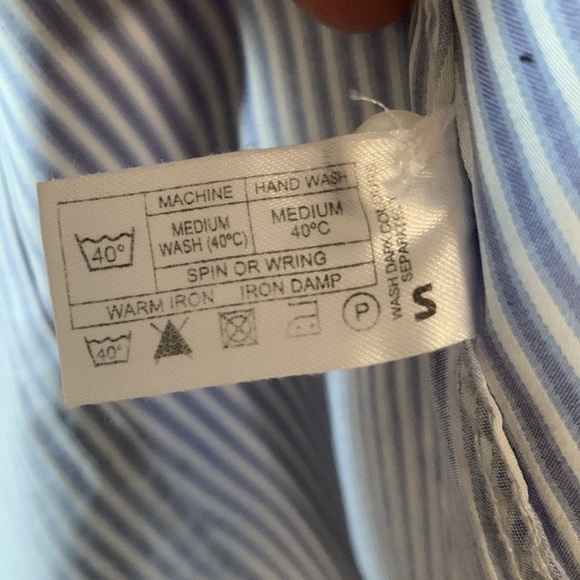 MACHINE HAND WASH
40°
MEDIUM WASH (40°C)
MEDIUM 40°C
SPIN OR WRING
WARM IRON IRON DAMP
40°
P
WASH DARK COLOURS
SEPARATELY
S